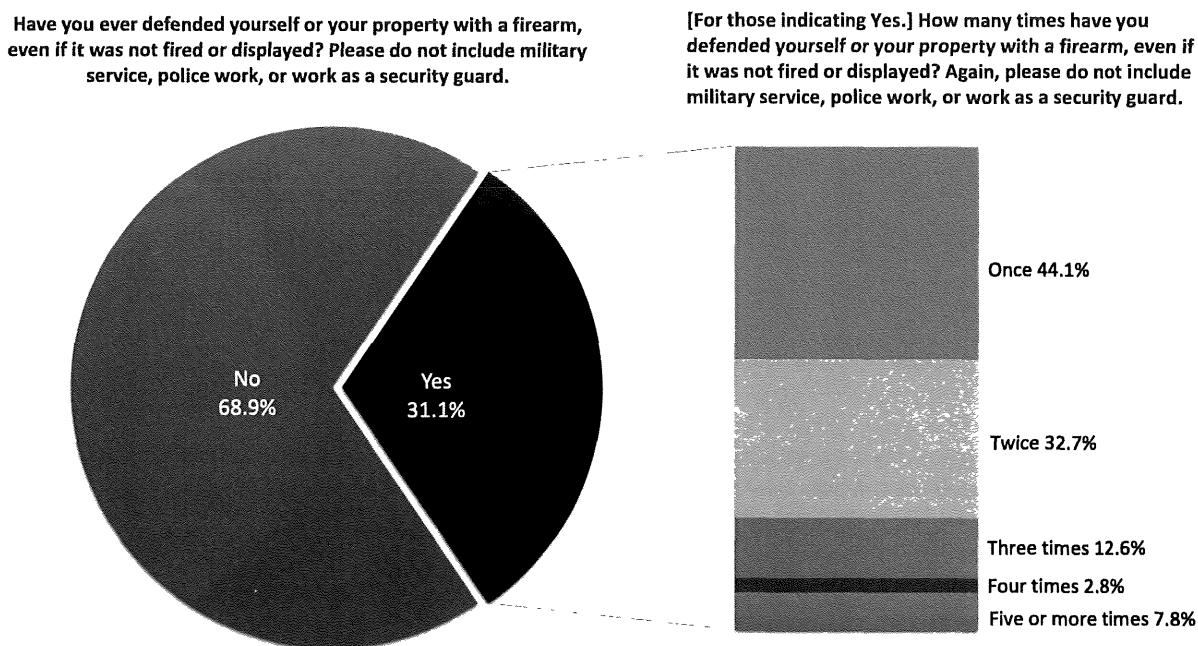 Have you ever defended yourself or your property with a firearm,
even if it was not fired or displayed? Please do not include military
service, police work, or work as a security guard.
[For those indicating Yes.] How many times have you
defended yourself or your property with a firearm, even if
it was not fired or displayed? Again, please do not include
military service, police work, or work as a security guard.
No
68.9%
Yes
31.1%
Once 44.1%
Twice 32.7%
Three times 12.6%
Four times 2.8%
Five or more times 7.8%